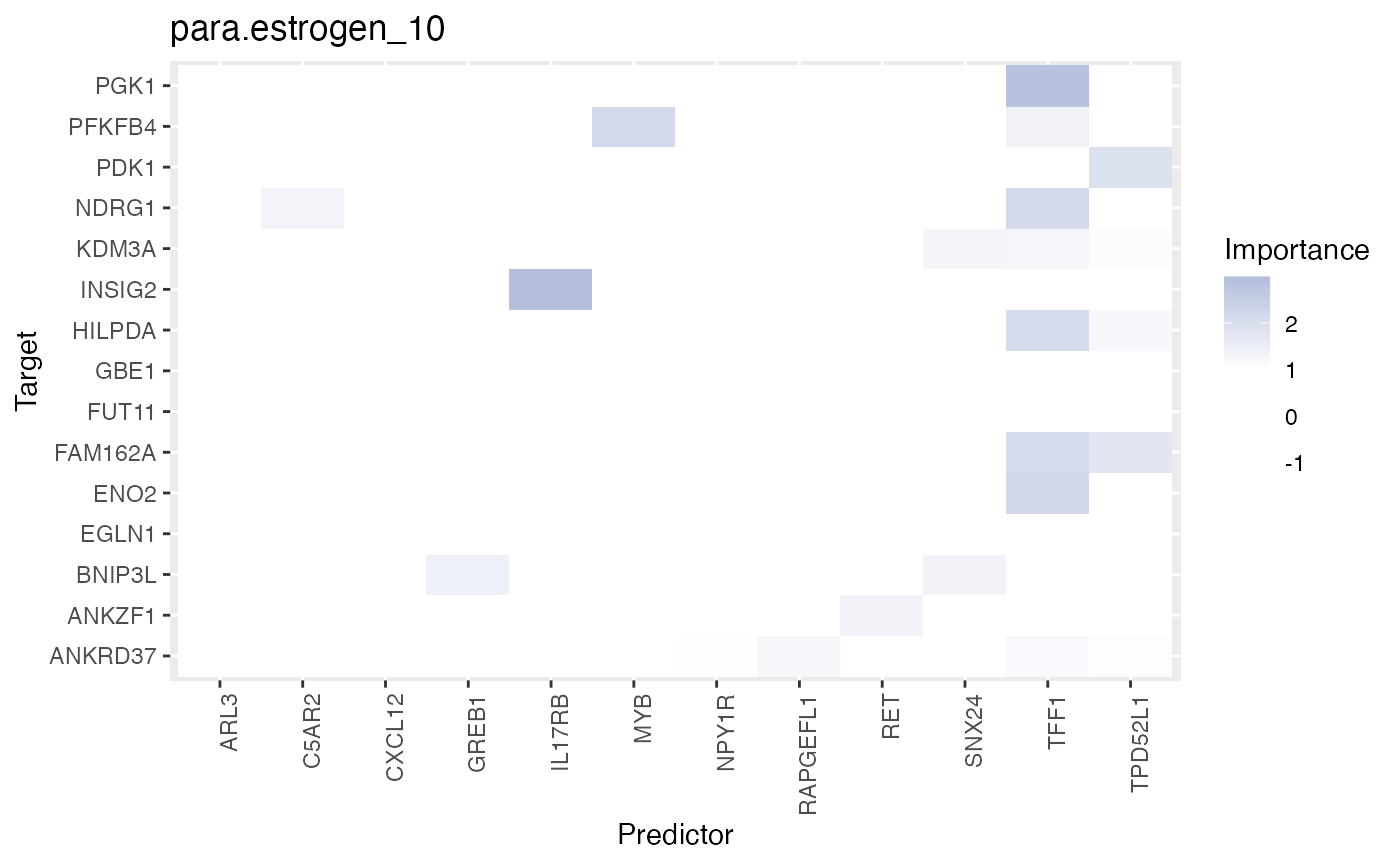 para.estrogen_10
Target
PGK1
PFKFB4
PDK1
NDRG1
KDM3A
INSIG2
HILPDA
GBE1
FUT11
FAM162A
ENO2
EGLN1
BNIP3L
ANKZF1
ANKRD37
ARL3
C5AR2
CXCL12
GREB1
IL17RB
MYB
NPY1R
RAPGEFL1
RET
SNX24
TFF1
TPD52L1
Predictor
Importance
2
1
0
-1